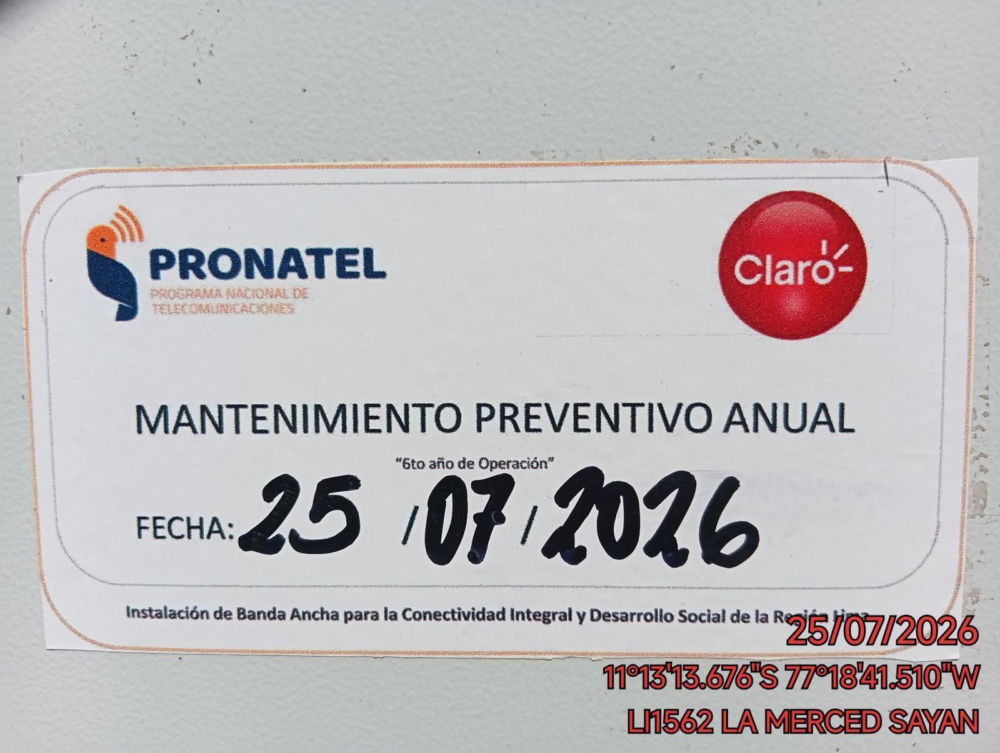 PRONATEL
PROGRAMA NACIONAL DE
TELECOMUNICACIONES
Claro
MANTENIMIENTO PREVENTIVO ANUAL
"6to año de Operación"
FECHA: 25 / 07 / 2026
Instalación de Banda Ancha para la Conectividad Integral y Desarrollo Social de la Región Lima
25/07/2026
11°13'13.676"S 77°18'41.510"W
LI1562 LA MERCED SAYAN